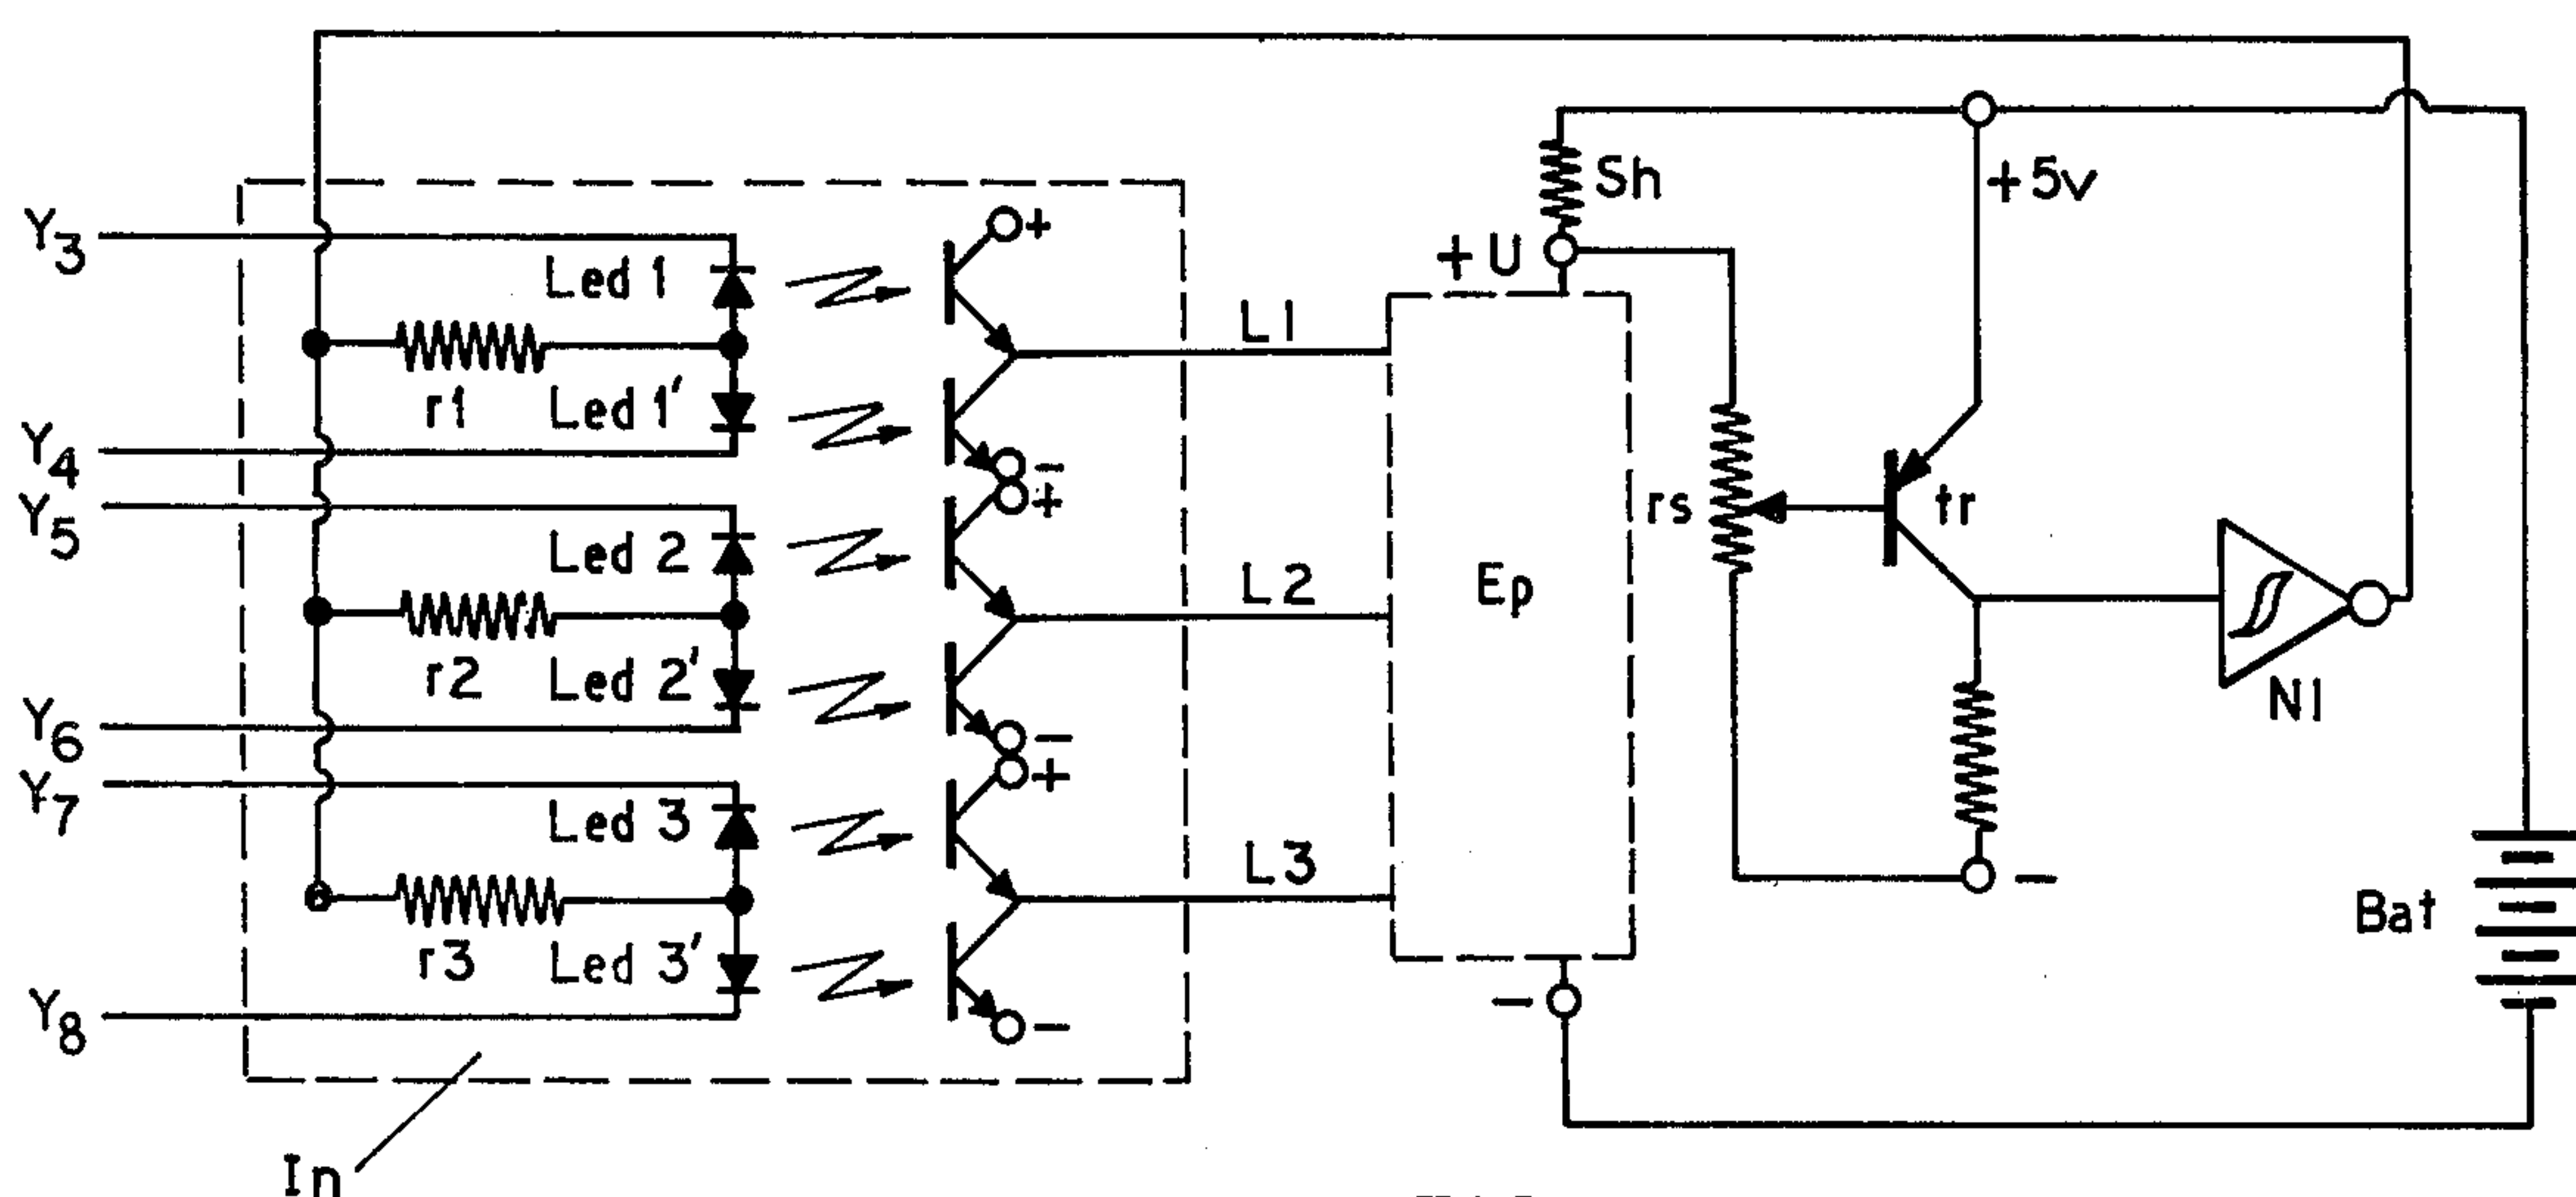 Sh
+5v
Y3
+
Led 1
+U
L1
r1
Led 1'
Y4
-
+
Y5
Led 2
rs
tr
L2
Ep
r2
Led 2'
N1
Y6
-
+
Y7
Led 3
L3
-
Bat
r3
Led 3'
-
Y8
-
In